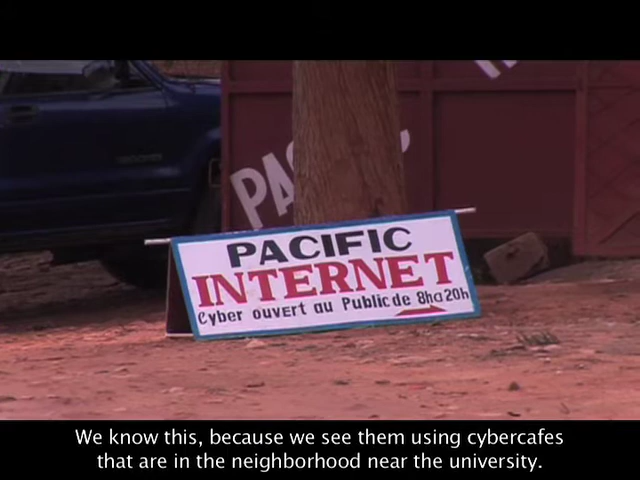 PAC
PACIFIC
INTERNET
Cyber ouvert au Public de 8h a 20h
We know this, because we see them using cybercafes
that are in the neighborhood near the university.